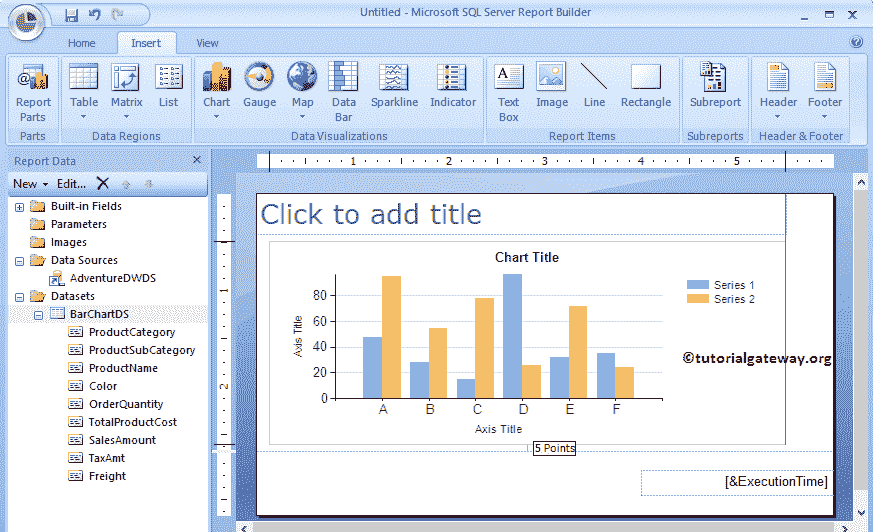 Untitled - Microsoft SQL Server Report Builder
Home Insert View
Report Parts
Table
Matrix
List
Chart
Gauge
Map
Data Bar
Sparkline
Indicator
Text Box
Image
Line
Rectangle
Subreport
Header
Footer
Parts
Data Regions
Data Visualizations
Report Items
Subreports
Header & Footer
Report Data
New Edit...
Built-in Fields
Parameters
Images
Data Sources
AdventureDWDS
Datasets
BarChartDS
ProductCategory
ProductSubCategory
ProductName
Color
OrderQuantity
TotalProductCost
SalesAmount
TaxAmt
Freight
1 2 3 4 5
1
2
Click to add title
Chart Title
Series 1
Series 2
Axis Title
80
60
40
20
0
A B C D E F
Axis Title
©tutorialgateway.org
5 Points
[&ExecutionTime]